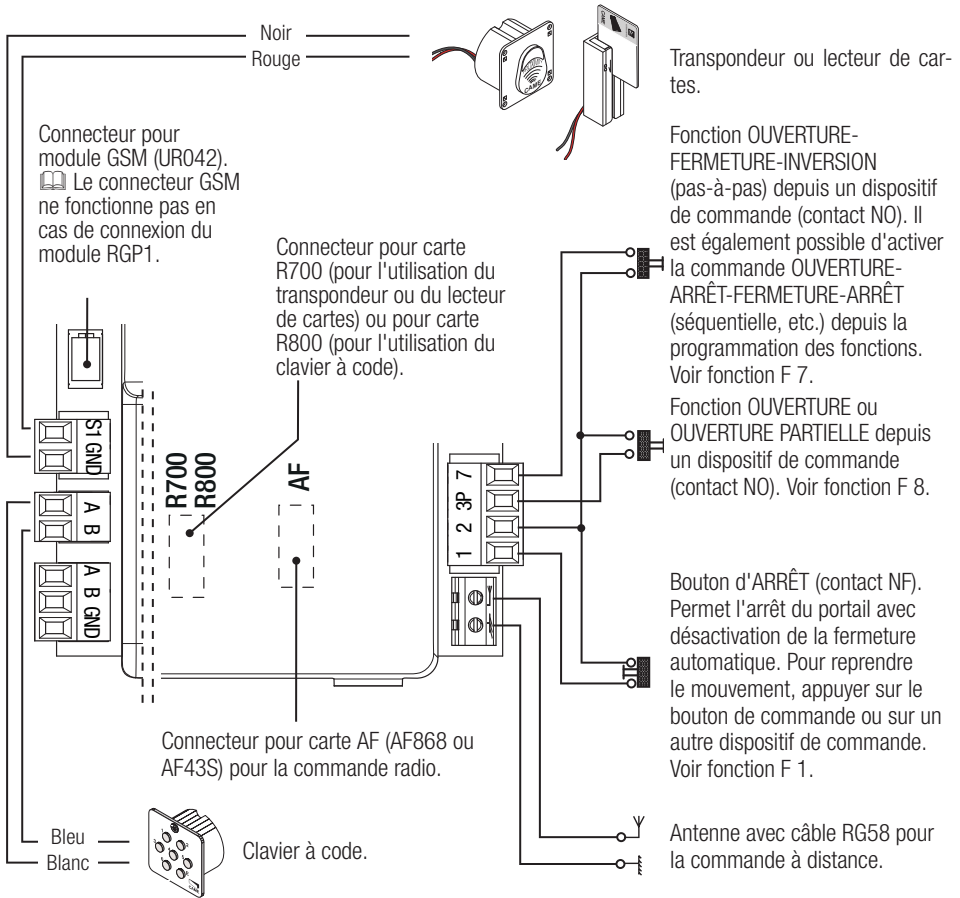 Noir
Rouge
Transpondeur ou lecteur de car-
tes.
Connecteur pour
module GSM (UR042).
Le connecteur GSM
ne fonctionne pas en
cas de connexion du
module RGP1.
Connecteur pour carte
R700 (pour l'utilisation du
transpondeur ou du lecteur
de cartes) ou pour carte
R800 (pour l'utilisation du
clavier à code).
Fonction OUVERTURE-
FERMETURE-INVERSION
(pas-à-pas) depuis un dispositif
de commande (contact NO). Il
est également possible d'activer
la commande OUVERTURE-
ARRÊT-FERMETURE-ARRÊT
(séquentielle, etc.) depuis la
programmation des fonctions.
Voir fonction F 7.
Fonction OUVERTURE ou
OUVERTURE PARTIELLE depuis
un dispositif de commande
(contact NO). Voir fonction F 8.
S1 GND
A B
A B GND
R700
R800
AF
1 2 3P 7
Bouton d'ARRÊT (contact NF).
Permet l'arrêt du portail avec
désactivation de la fermeture
automatique. Pour reprendre
le mouvement, appuyer sur le
bouton de commande ou sur un
autre dispositif de commande.
Voir fonction F 1.
Connecteur pour carte AF (AF868 ou
AF43S) pour la commande radio.
Bleu
Blanc
Clavier à code.
Antenne avec câble RG58 pour
la commande à distance.
CAME